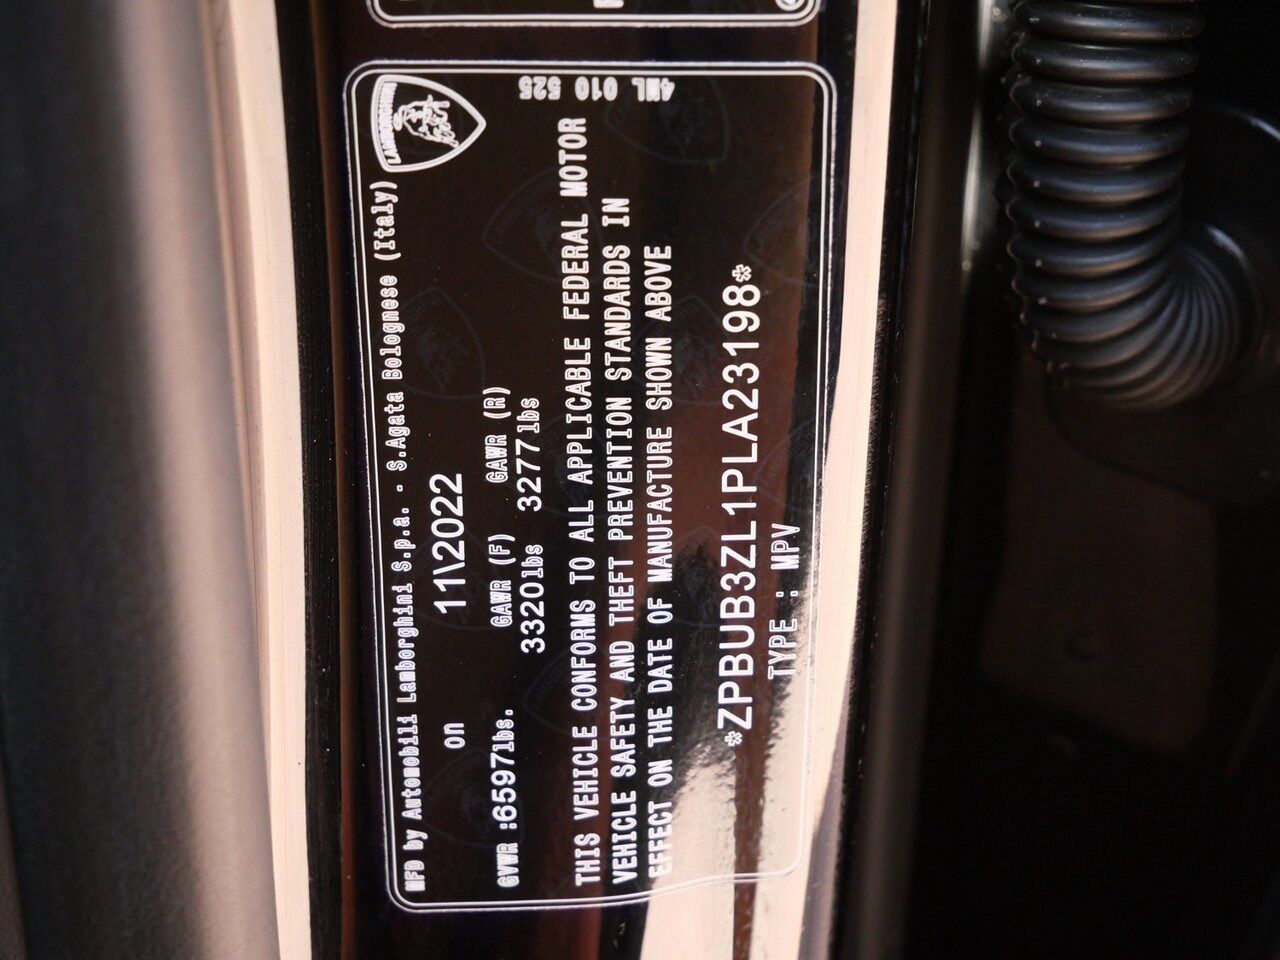 LAMBORGHINI
MFD by Automobili Lamborghini S.p.a. - S.Agata Bolognese (Italy)
on 11\2022
GVWR :6597lbs. GAWR (F) GAWR (R)
3320lbs 3277lbs
THIS VEHICLE CONFORMS TO ALL APPLICABLE FEDERAL MOTOR
VEHICLE SAFETY AND THEFT PREVENTION STANDARDS IN
EFFECT ON THE DATE OF MANUFACTURE SHOWN ABOVE
*ZPBUB3ZL1PLA23198*
TYPE : MPV
4ML 010 525